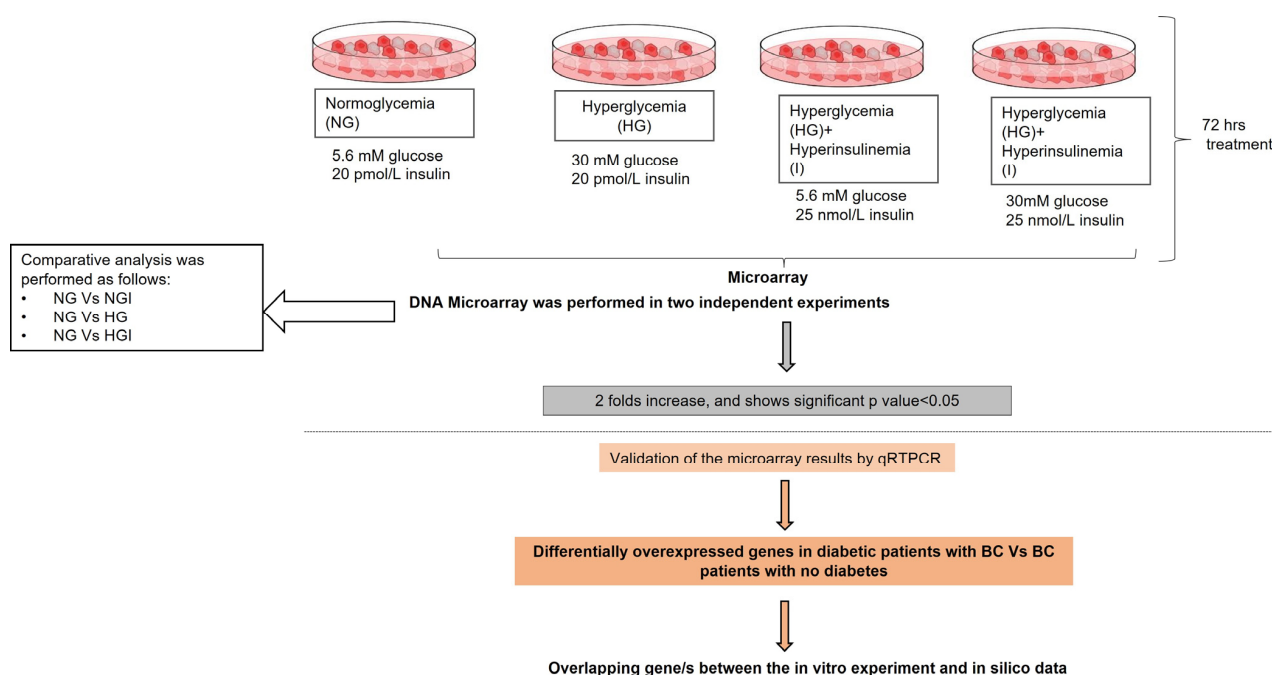 Normoglycemia
(NG)
5.6 mM glucose
20 pmol/L insulin
Hyperglycemia
(HG)
30 mM glucose
20 pmol/L insulin
Hyperglycemia
(HG)+
Hyperinsulinemia
(I)
5.6 mM glucose
25 nmol/L insulin
Hyperglycemia
(HG)+
Hyperinsulinemia
(I)
30mM glucose
25 nmol/L insulin
72 hrs
treatment
Microarray
DNA Microarray was performed in two independent experiments
Comparative analysis was
performed as follows:
• NG Vs NGI
• NG Vs HG
• NG Vs HGI
2 folds increase, and shows significant p value<0.05
Validation of the microarray results by qRTPCR
Differentially overexpressed genes in diabetic patients with BC Vs BC
patients with no diabetes
Overlapping gene/s between the in vitro experiment and in silico data